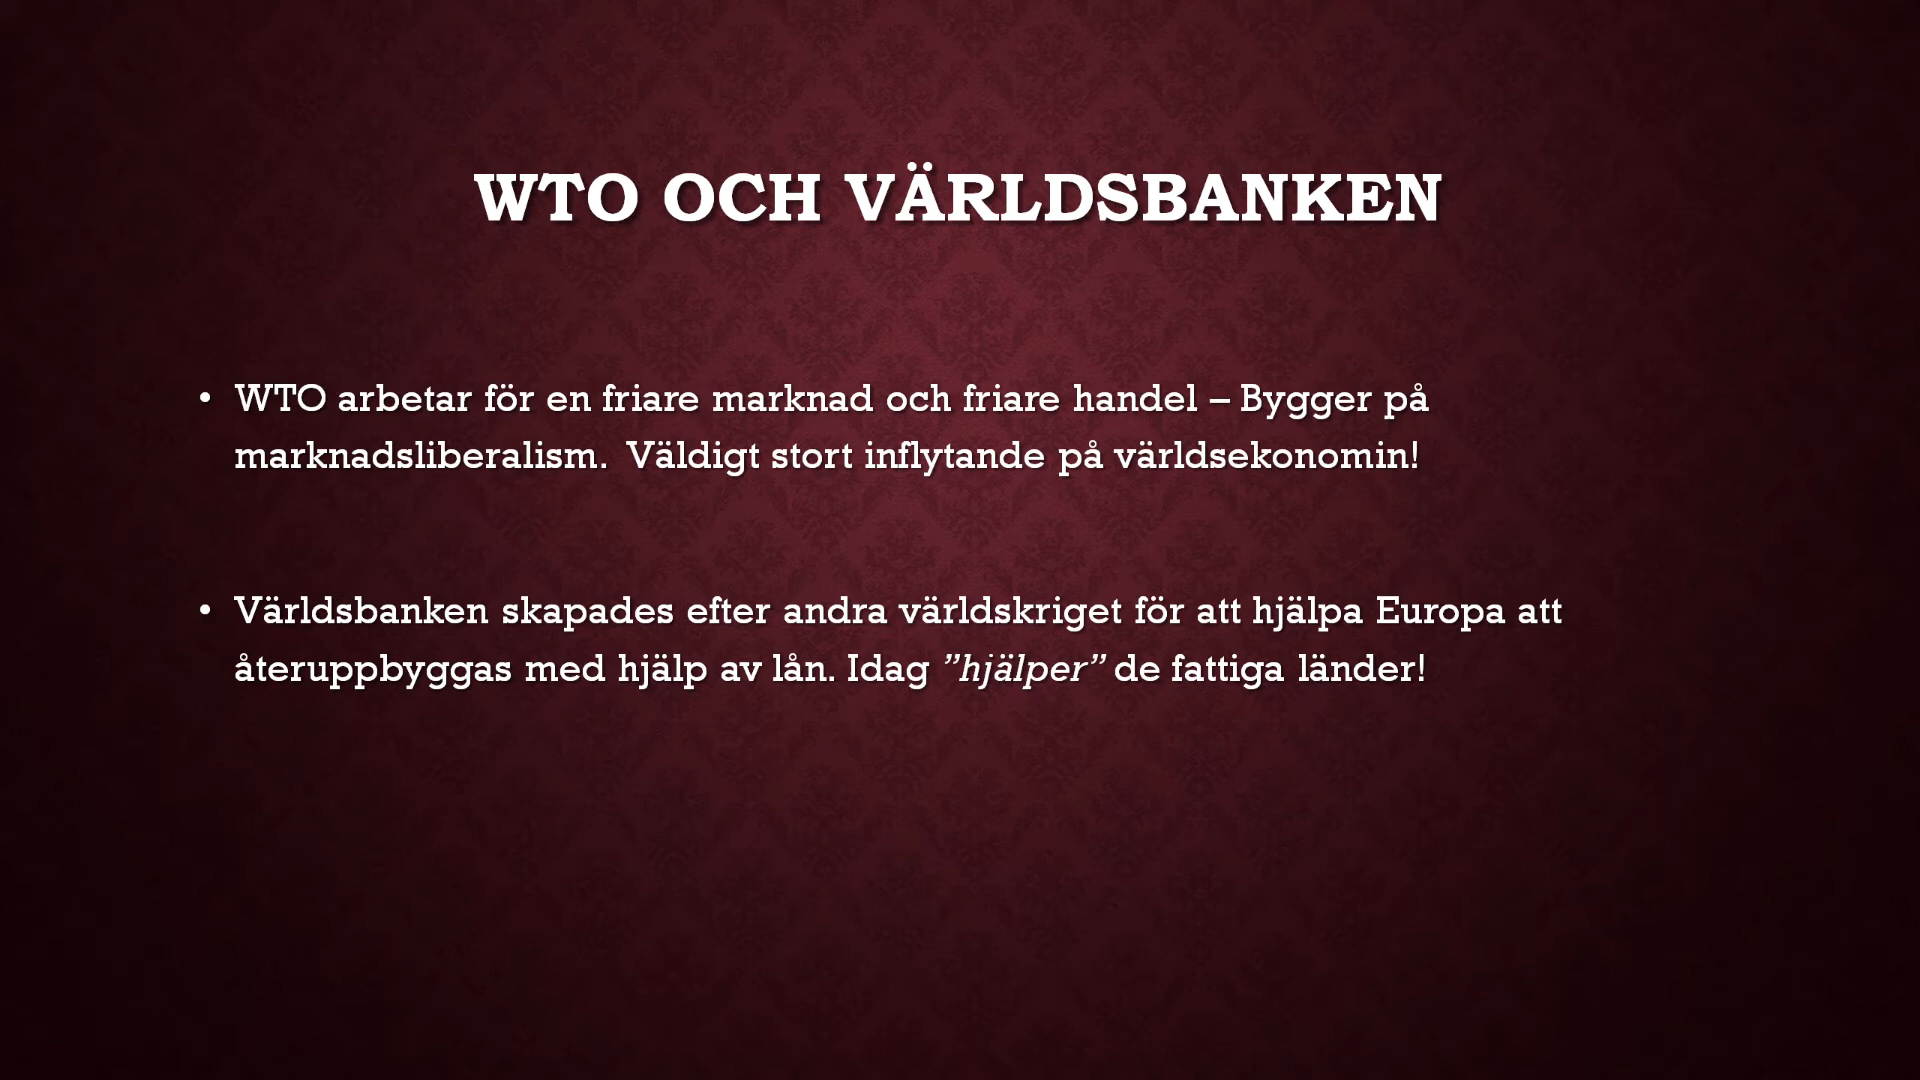 WTO OCH VÄRLDSBANKEN
• WTO arbetar för en friare marknad och friare handel – Bygger på
marknadsliberalism.  Väldigt stort inflytande på världsekonomin!
• Världsbanken skapades efter andra världskriget för att hjälpa Europa att
återuppbyggas med hjälp av lån. Idag ”hjälper” de fattiga länder!